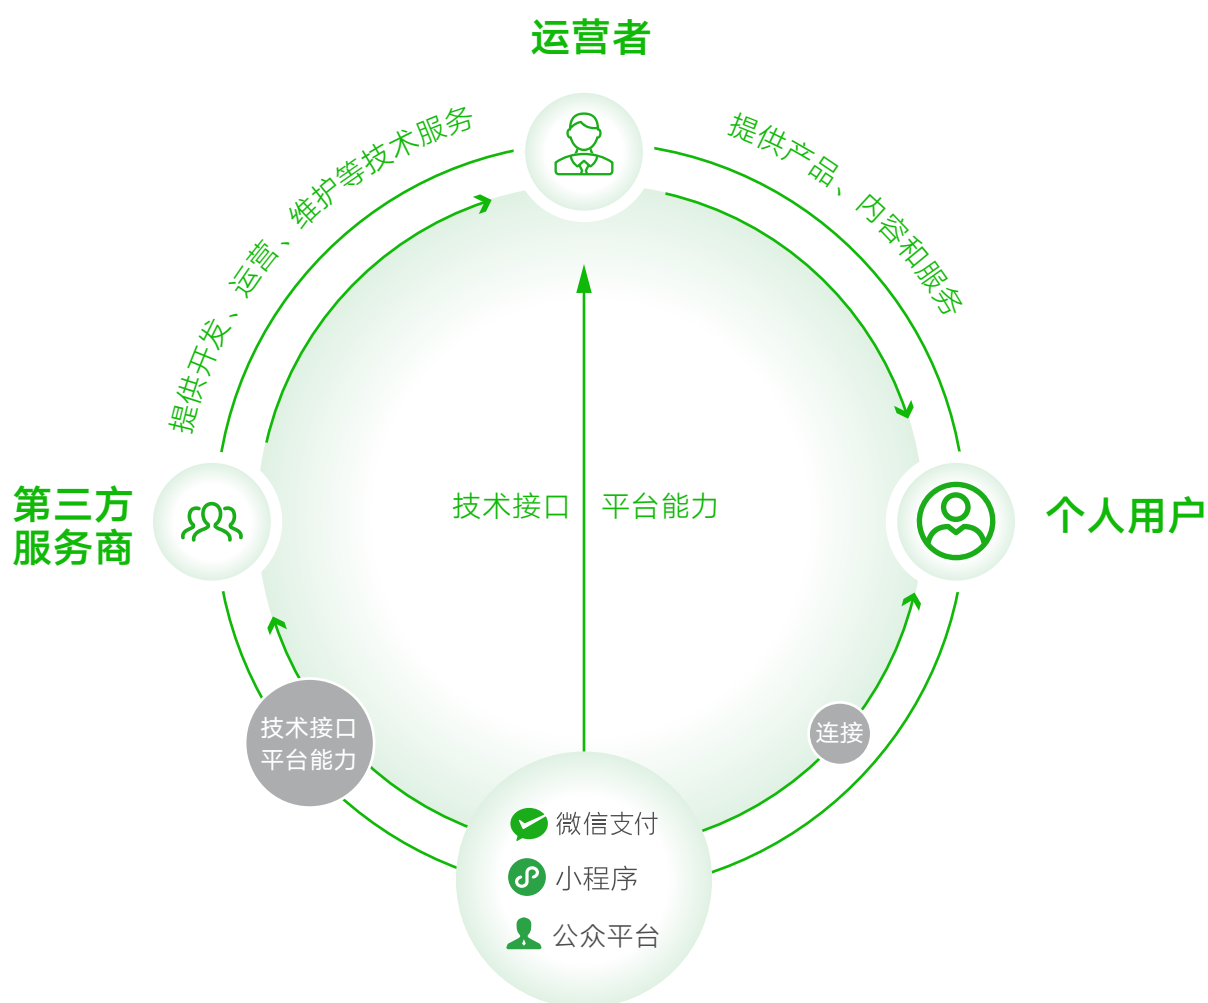 运营者
提供开发、运营、维护等技术服务
提供产品、内容和服务
第三方
服务商
技术接口
平台能力
个人用户
技术接口
平台能力
连接
微信支付
小程序
公众平台